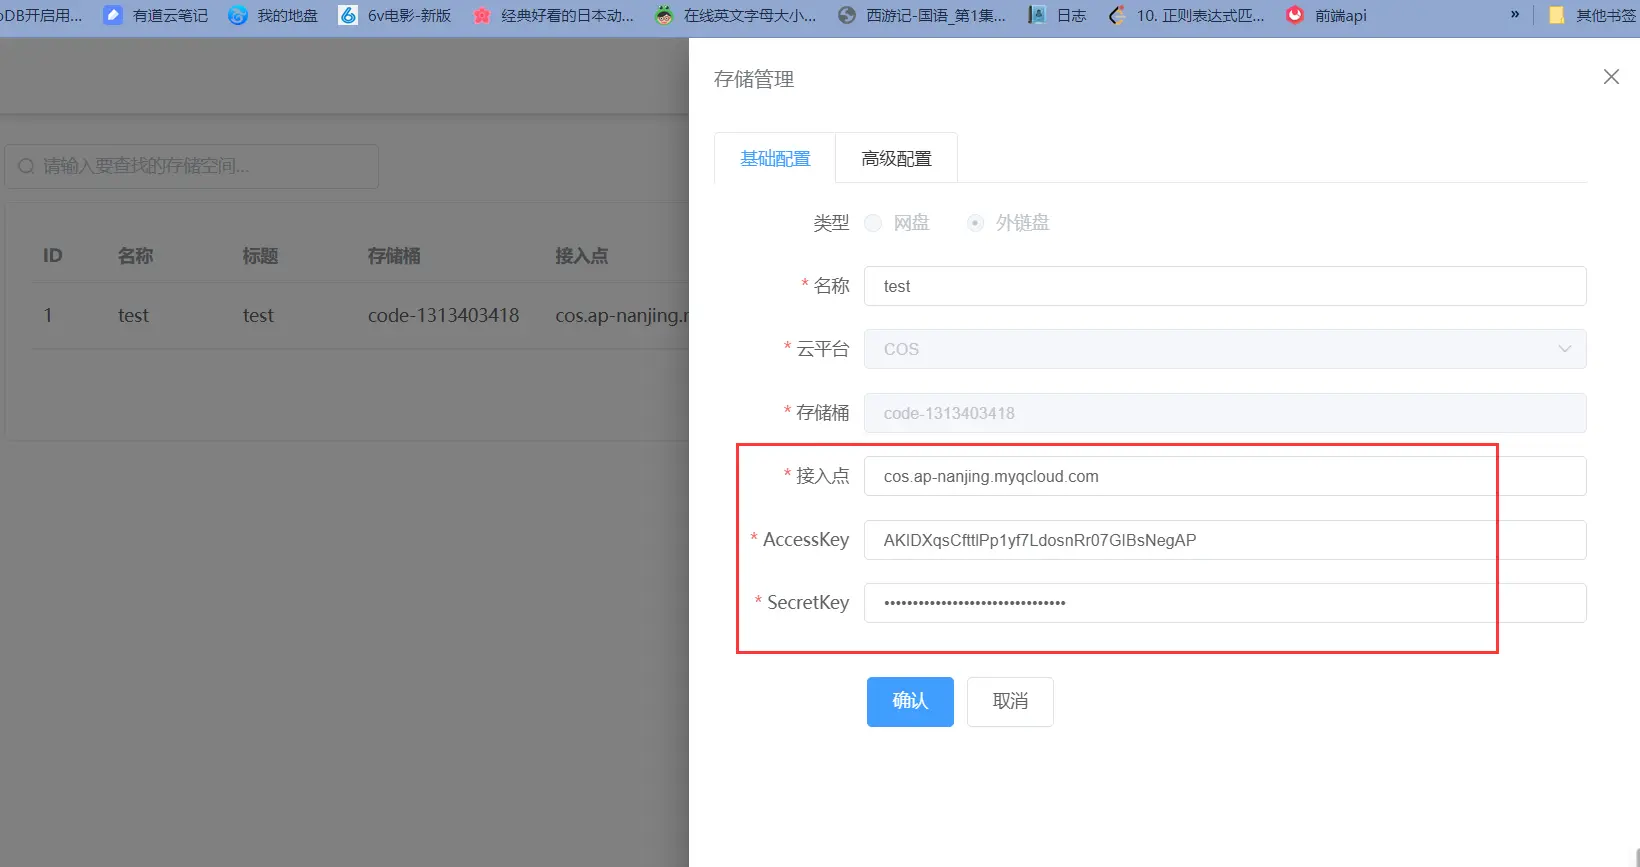 oDB开启用... 有道云笔记 我的地盘 6v电影-新版 经典好看的日本动... 在线英文字母大小... 西游记-国语_第1集... 日志 10. 正则表达式匹... 前端api » 其他书签
存储管理
基础配置 高级配置
请输入要查找的存储空间...
类型 网盘 外链盘
ID 名称 标题 存储桶 接入点
1 test test code-1313403418 cos.ap-nanjing.r
* 名称 test
* 云平台 COS
* 存储桶 code-1313403418
* 接入点 cos.ap-nanjing.myqcloud.com
* AccessKey AKIDXqsCfttlPp1yf7LdosnRr07GIBsNegAP
* SecretKey ••••••••••••••••••••••••••••••••
确认 取消